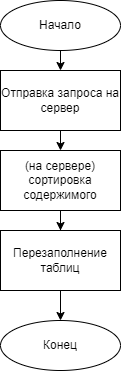 Начало
Отправка запроса на
сервер
(на сервере)
сортировка
содержимого
Перезаполнение
таблиц
Конец